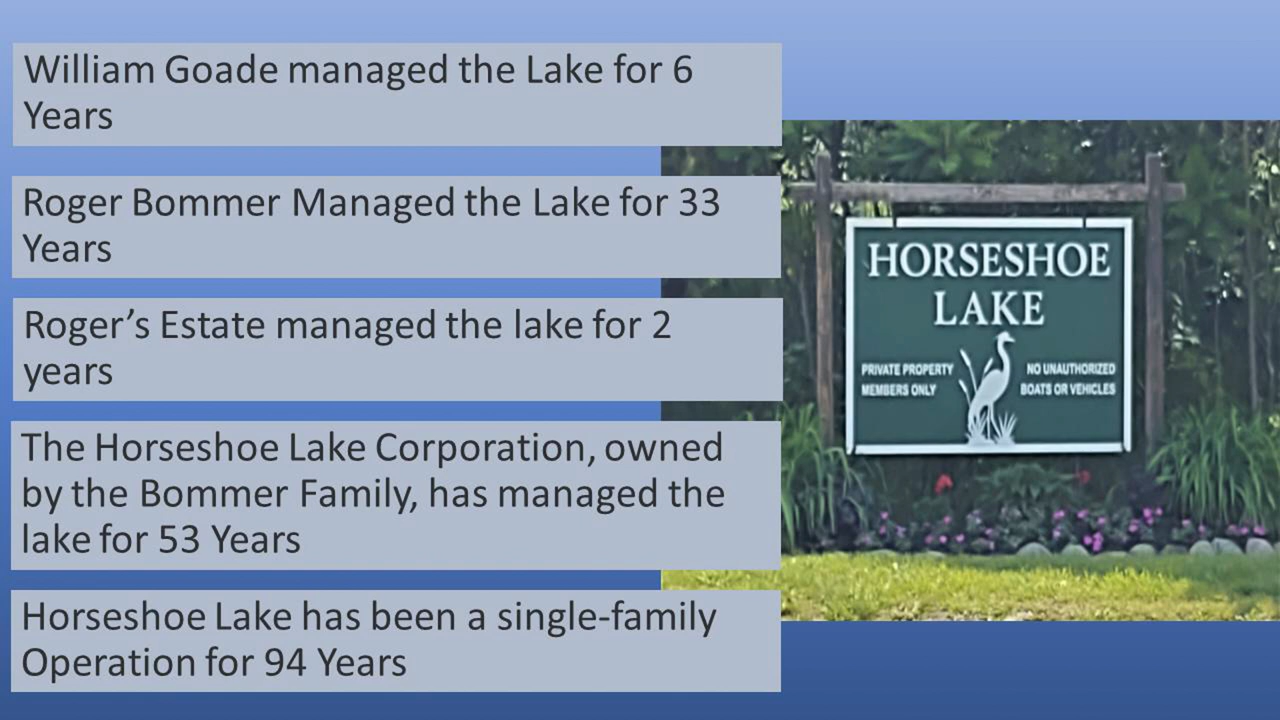 William Goade managed the Lake for 6
Years
Roger Bommer Managed the Lake for 33
Years
Roger’s Estate managed the lake for 2
years
The Horseshoe Lake Corporation, owned
by the Bommer Family, has managed the
lake for 53 Years
Horseshoe Lake has been a single-family
Operation for 94 Years
HORSESHOE
LAKE
PRIVATE PROPERTY
MEMBERS ONLY
NO UNAUTHORIZED
BOATS OR VEHICLES